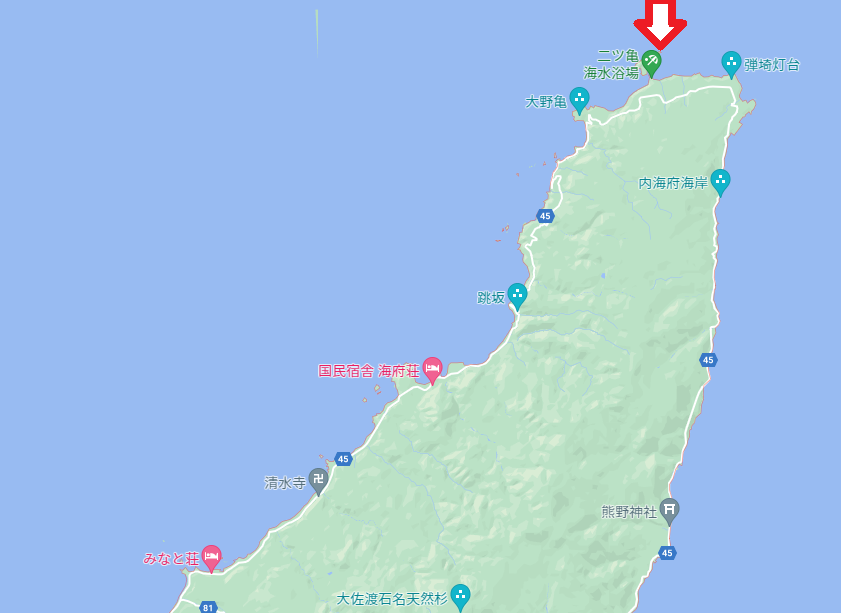 二ツ亀
海水浴場
弾埼灯台
大野亀
内海府海岸
45
跳坂
45
国民宿舎 海府荘
45
清水寺
熊野神社
45
みなと荘
大佐渡石名天然杉
81